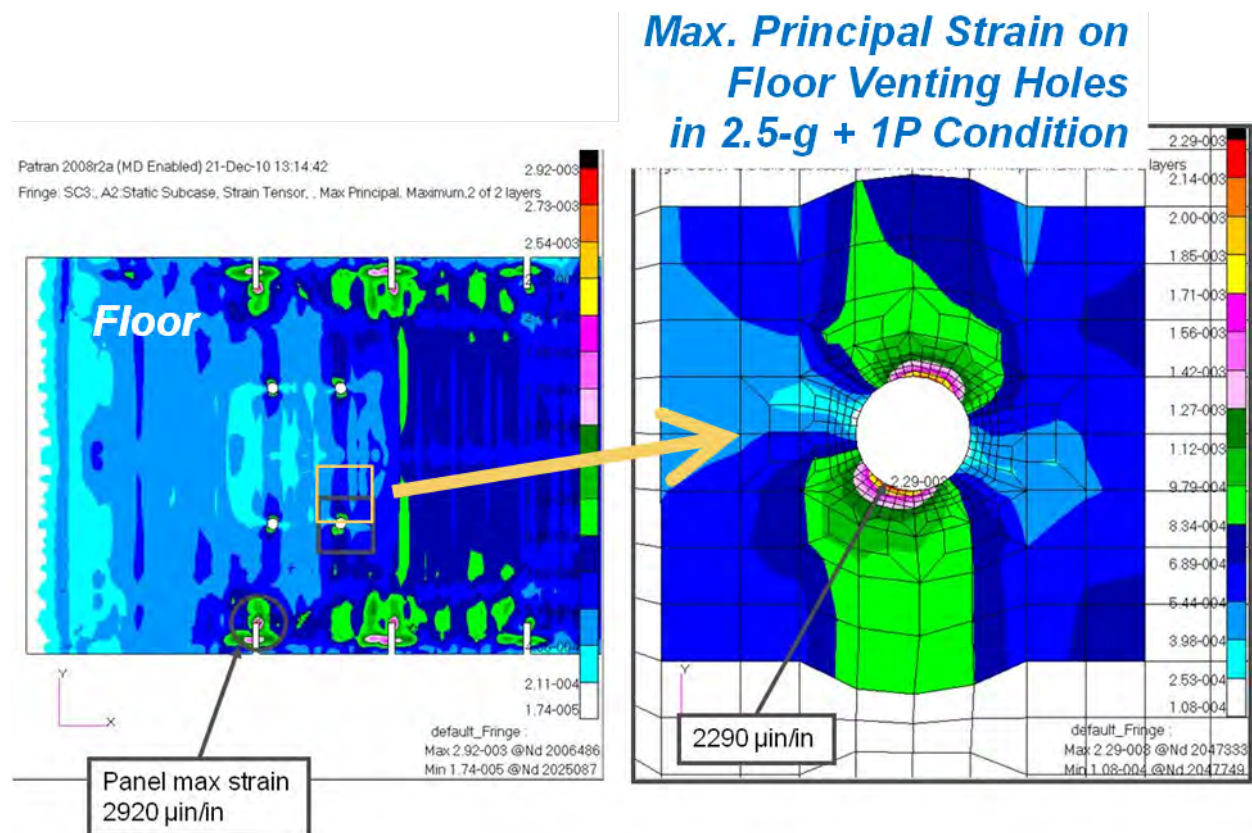 Max. Principal Strain on
Floor Venting Holes
in 2.5-g + 1P Condition
Patran 2008r2a (MD Enabled) 21-Dec-10 13:14:42
Fringe: SC3:, A2:Static Subcase, Strain Tensor, , Max Principal, Maximum,2 of 2 layers
2.92-003
2.73-003
2.54-003
2.11-004
1.74-005
Floor
Y
X
default_Fringe :
Max 2.92-003 @Nd 2006486
Min 1.74-005 @Nd 2025087
Panel max strain
2920 μin/in
layers
2.29-003
2.14-003
2.00-003
1.85-003
1.71-003
1.56-003
1.42-003
1.27-003
1.12-003
9.79-004
8.34-004
6.89-004
5.44-004
3.98-004
2.53-004
1.08-004
2.29-003
Y
2290 μin/in
default_Fringe :
Max 2.29-003 @Nd 2047333
Min 1.08-004 @Nd 2047749